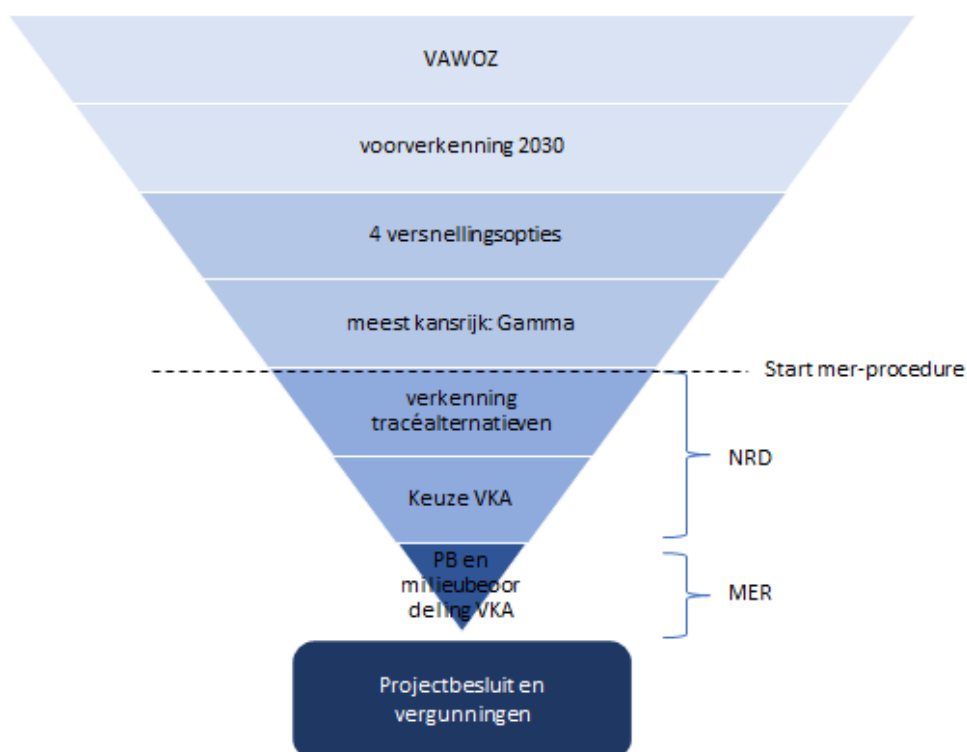 VAWOZ
voorverkenning 2030
4 versnellingsopties
meest kansrijk: Gamma
Start mer-procedure
verkenning
tracéalternatieven
NRD
Keuze VKA
PB en
milieubeoor
deling VKA
MER
Projectbesluit en
vergunningen